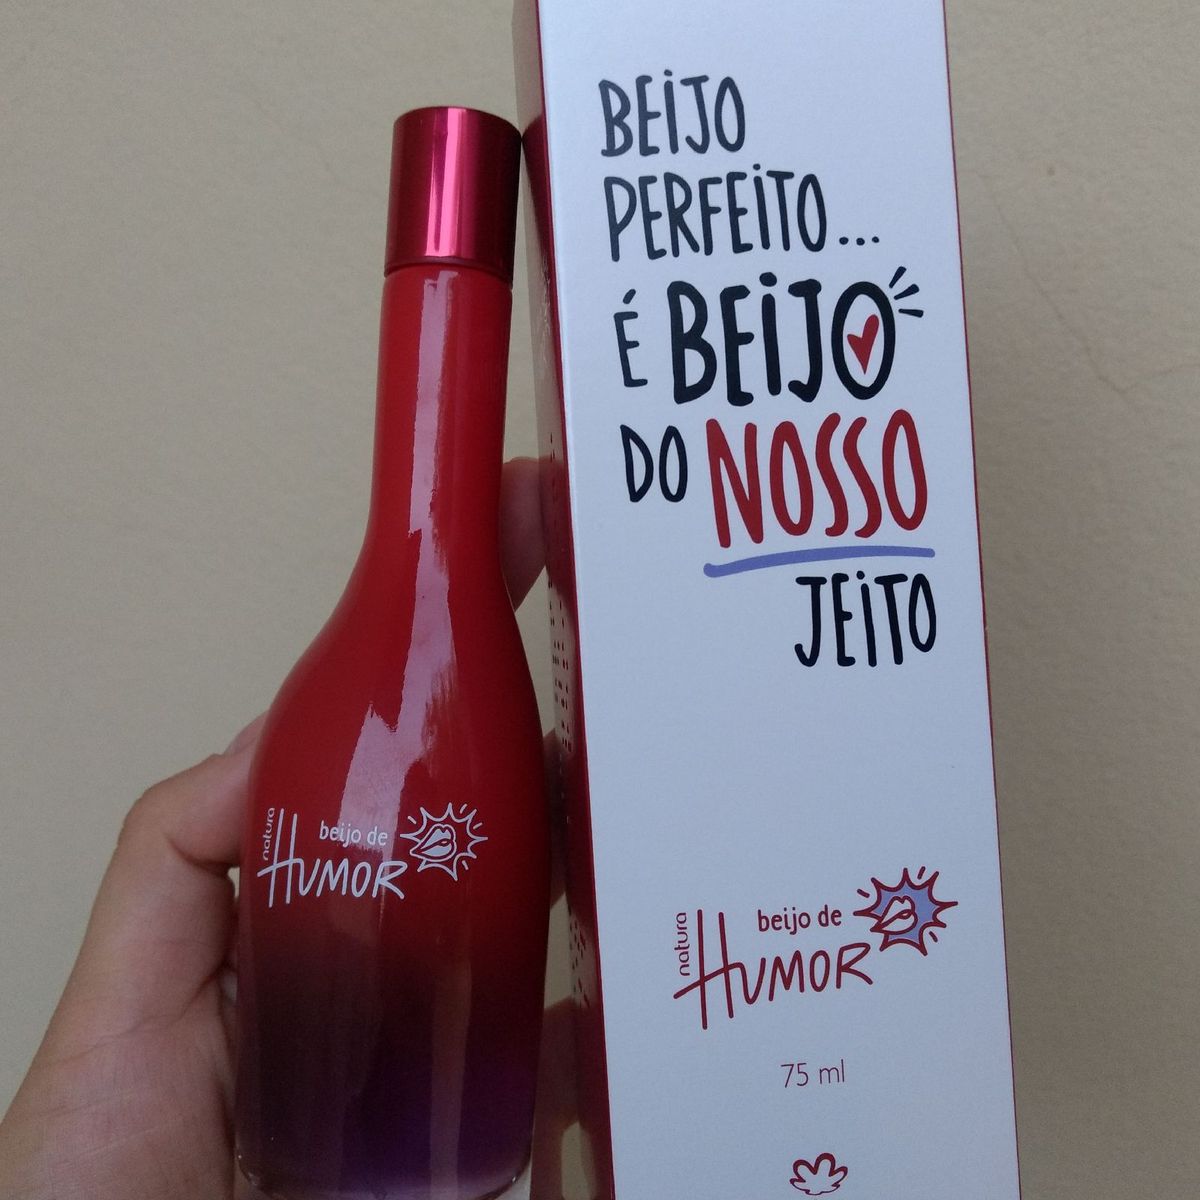 BEIJO
PERFEITO...
É BEIJO
DO NOSSO
JEITO
natura
beijo de
HUMOR
natura
beijo de
HUMOR
75 ml